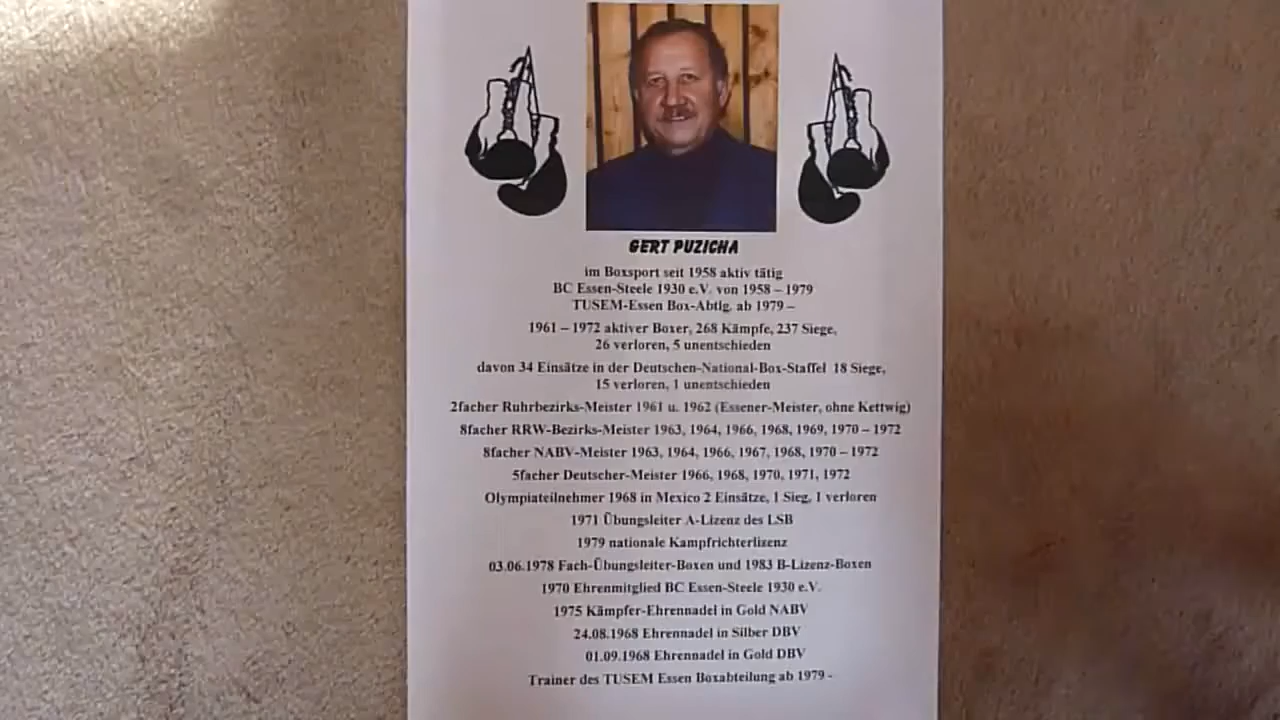 GERT PUZICHA
im Boxsport seit 1958 aktiv tätig
BC Essen-Steele 1930 e.V. von 1958 – 1979
TUSEM-Essen Box-Abtlg. ab 1979 –
1961 – 1972 aktiver Boxer, 268 Kämpfe, 237 Siege,
26 verloren, 5 unentschieden
davon 34 Einsätze in der Deutschen-National-Box-Staffel 18 Siege,
15 verloren, 1 unentschieden
2facher Ruhrbezirks-Meister 1961 u. 1962 (Essener-Meister, ohne Kettwig)
8facher RRW-Bezirks-Meister 1963, 1964, 1966, 1968, 1969, 1970 – 1972
8facher NABV-Meister 1963, 1964, 1966, 1967, 1968, 1970 – 1972
5facher Deutscher-Meister 1966, 1968, 1970, 1971, 1972
Olympiateilnehmer 1968 in Mexico 2 Einsätze, 1 Sieg, 1 verloren
1971 Übungsleiter A-Lizenz des LSB
1979 nationale Kampfrichterlizenz
03.06.1978 Fach-Übungsleiter-Boxen und 1983 B-Lizenz-Boxen
1970 Ehrenmitglied BC Essen-Steele 1930 e.V.
1975 Kämpfer-Ehrennadel in Gold NABV
24.08.1968 Ehrennadel in Silber DBV
01.09.1968 Ehrennadel in Gold DBV
Trainer des TUSEM Essen Boxabteilung ab 1979 -